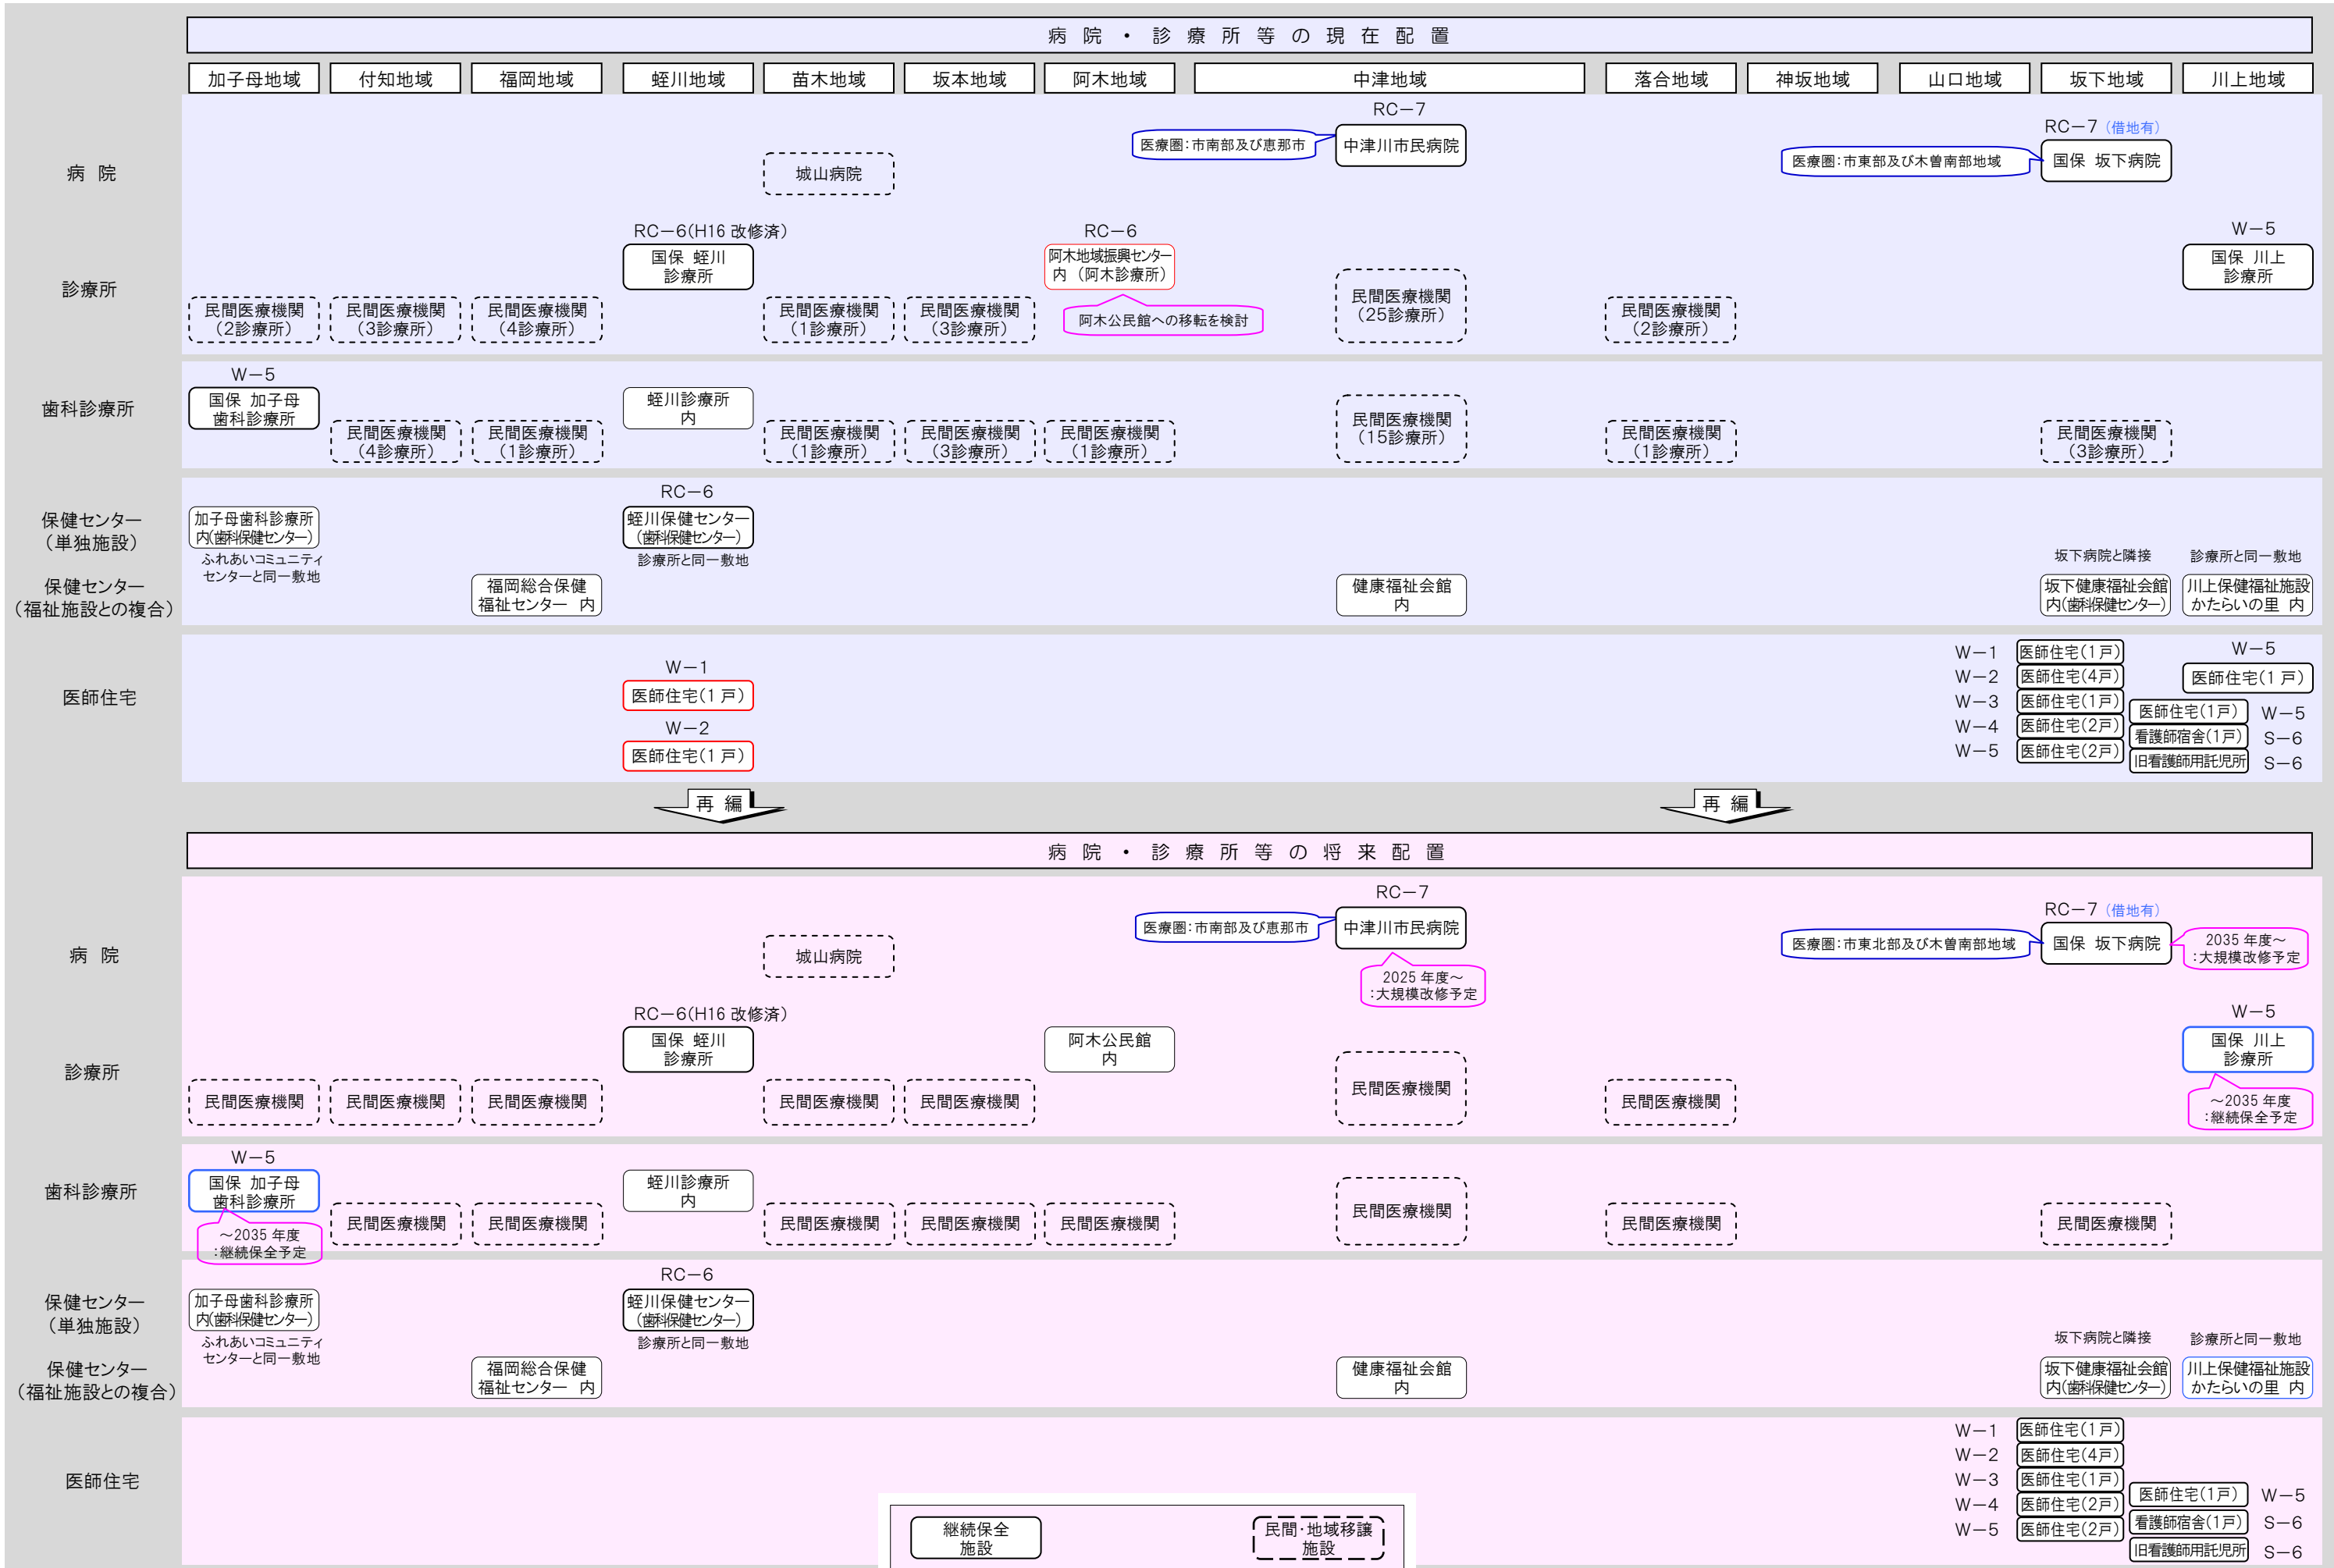 病院・診療所等の現在配置
加子母地域
付知地域
福岡地域
蛭川地域
苗木地域
坂本地域
阿木地域
中津地域
落合地域
神坂地域
山口地域
坂下地域
川上地域
病 院
城山病院
医療圏：市南部及び恵那市
RC－7
中津川市民病院
医療圏：市東部及び木曽南部地域
RC－7（借地有）
国保 坂下病院
診療所
民間医療機関
（2診療所）
民間医療機関
（3診療所）
民間医療機関
（4診療所）
RC－6(H16 改修済)
国保 蛭川
診療所
民間医療機関
（1診療所）
民間医療機関
（3診療所）
RC－6
阿木地域振興センター
内 （阿木診療所）
阿木公民館への移転を検討
民間医療機関
（25診療所）
民間医療機関
（2診療所）
W－5
国保 川上
診療所
歯科診療所
W－5
国保 加子母
歯科診療所
民間医療機関
（4診療所）
民間医療機関
（1診療所）
蛭川診療所
内
民間医療機関
（1診療所）
民間医療機関
（3診療所）
民間医療機関
（1診療所）
民間医療機関
（15診療所）
民間医療機関
（1診療所）
民間医療機関
（3診療所）
保健センター
（単独施設）
加子母歯科診療所
内(歯科保健センター)
ふれあいコミュニティ
センターと同一敷地
RC－6
蛭川保健センター
(歯科保健センター)
診療所と同一敷地
保健センター
（福祉施設との複合）
福岡総合保健
福祉センター 内
健康福祉会館
内
坂下病院と隣接
坂下健康福祉会館
内(歯科保健センター)
診療所と同一敷地
川上保健福祉施設
かたらいの里 内
医師住宅
W－1
医師住宅(1戸)
W－2
医師住宅(1戸)
W－1
医師住宅(1戸)
W－2
医師住宅(4戸)
W－3
医師住宅(1戸)
W－4
医師住宅(2戸)
W－5
医師住宅(2戸)
医師住宅(1戸)
W－5
看護師宿舎(1戸)
S－6
旧看護師用託児所
S－6
W－5
医師住宅(1戸)
再 編
再 編
病院・診療所等の将来配置
病 院
城山病院
医療圏：市南部及び恵那市
RC－7
中津川市民病院
2025 年度～
：大規模改修予定
医療圏：市東北部及び木曽南部地域
RC－7（借地有）
国保 坂下病院
2035 年度～
：大規模改修予定
診療所
民間医療機関
民間医療機関
民間医療機関
RC－6(H16 改修済)
国保 蛭川
診療所
民間医療機関
民間医療機関
阿木公民館
内
民間医療機関
民間医療機関
W－5
国保 川上
診療所
～2035 年度
：継続保全予定
歯科診療所
W－5
国保 加子母
歯科診療所
～2035 年度
：継続保全予定
民間医療機関
民間医療機関
蛭川診療所
内
民間医療機関
民間医療機関
民間医療機関
民間医療機関
民間医療機関
民間医療機関
保健センター
（単独施設）
加子母歯科診療所
内(歯科保健センター)
ふれあいコミュニティ
センターと同一敷地
RC－6
蛭川保健センター
(歯科保健センター)
診療所と同一敷地
保健センター
（福祉施設との複合）
福岡総合保健
福祉センター 内
健康福祉会館
内
坂下病院と隣接
坂下健康福祉会館
内(歯科保健センター)
診療所と同一敷地
川上保健福祉施設
かたらいの里 内
医師住宅
W－1
医師住宅(1戸)
W－2
医師住宅(4戸)
W－3
医師住宅(1戸)
W－4
医師住宅(2戸)
W－5
医師住宅(2戸)
医師住宅(1戸)
W－5
看護師宿舎(1戸)
S－6
旧看護師用託児所
S－6
継続保全
施設
民間・地域移譲
施設